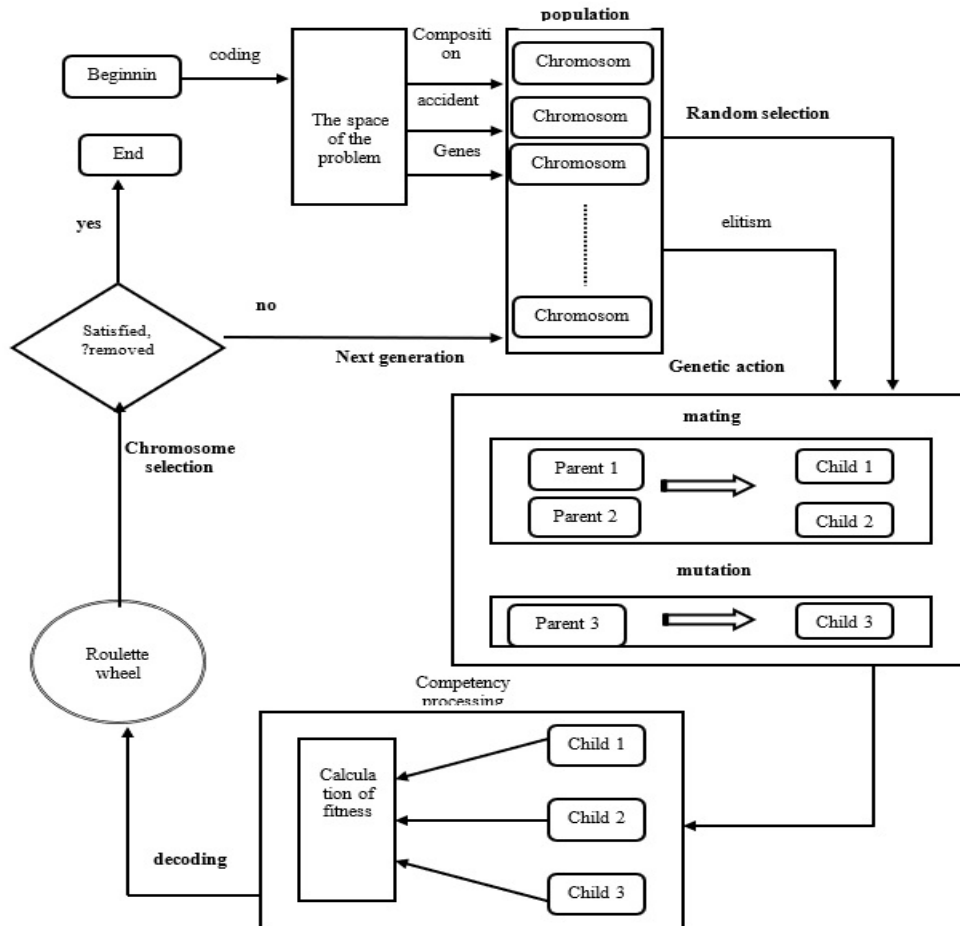 population
coding
Compositi
on
Beginnin
Chromosom
accident
The space
of the
problem
Chromosom
Random selection
Genes
Chromosom
End
yes
elitism
Chromosom
no
Satisfied,
?removed
Next generation
Genetic action
mating
Chromosome
selection
Parent 1
Child 1
Parent 2
Child 2
mutation
Parent 3
Child 3
Roulette
wheel
Competency
processing
Child 1
Calcula
tion of
fitness
Child 2
decoding
Child 3